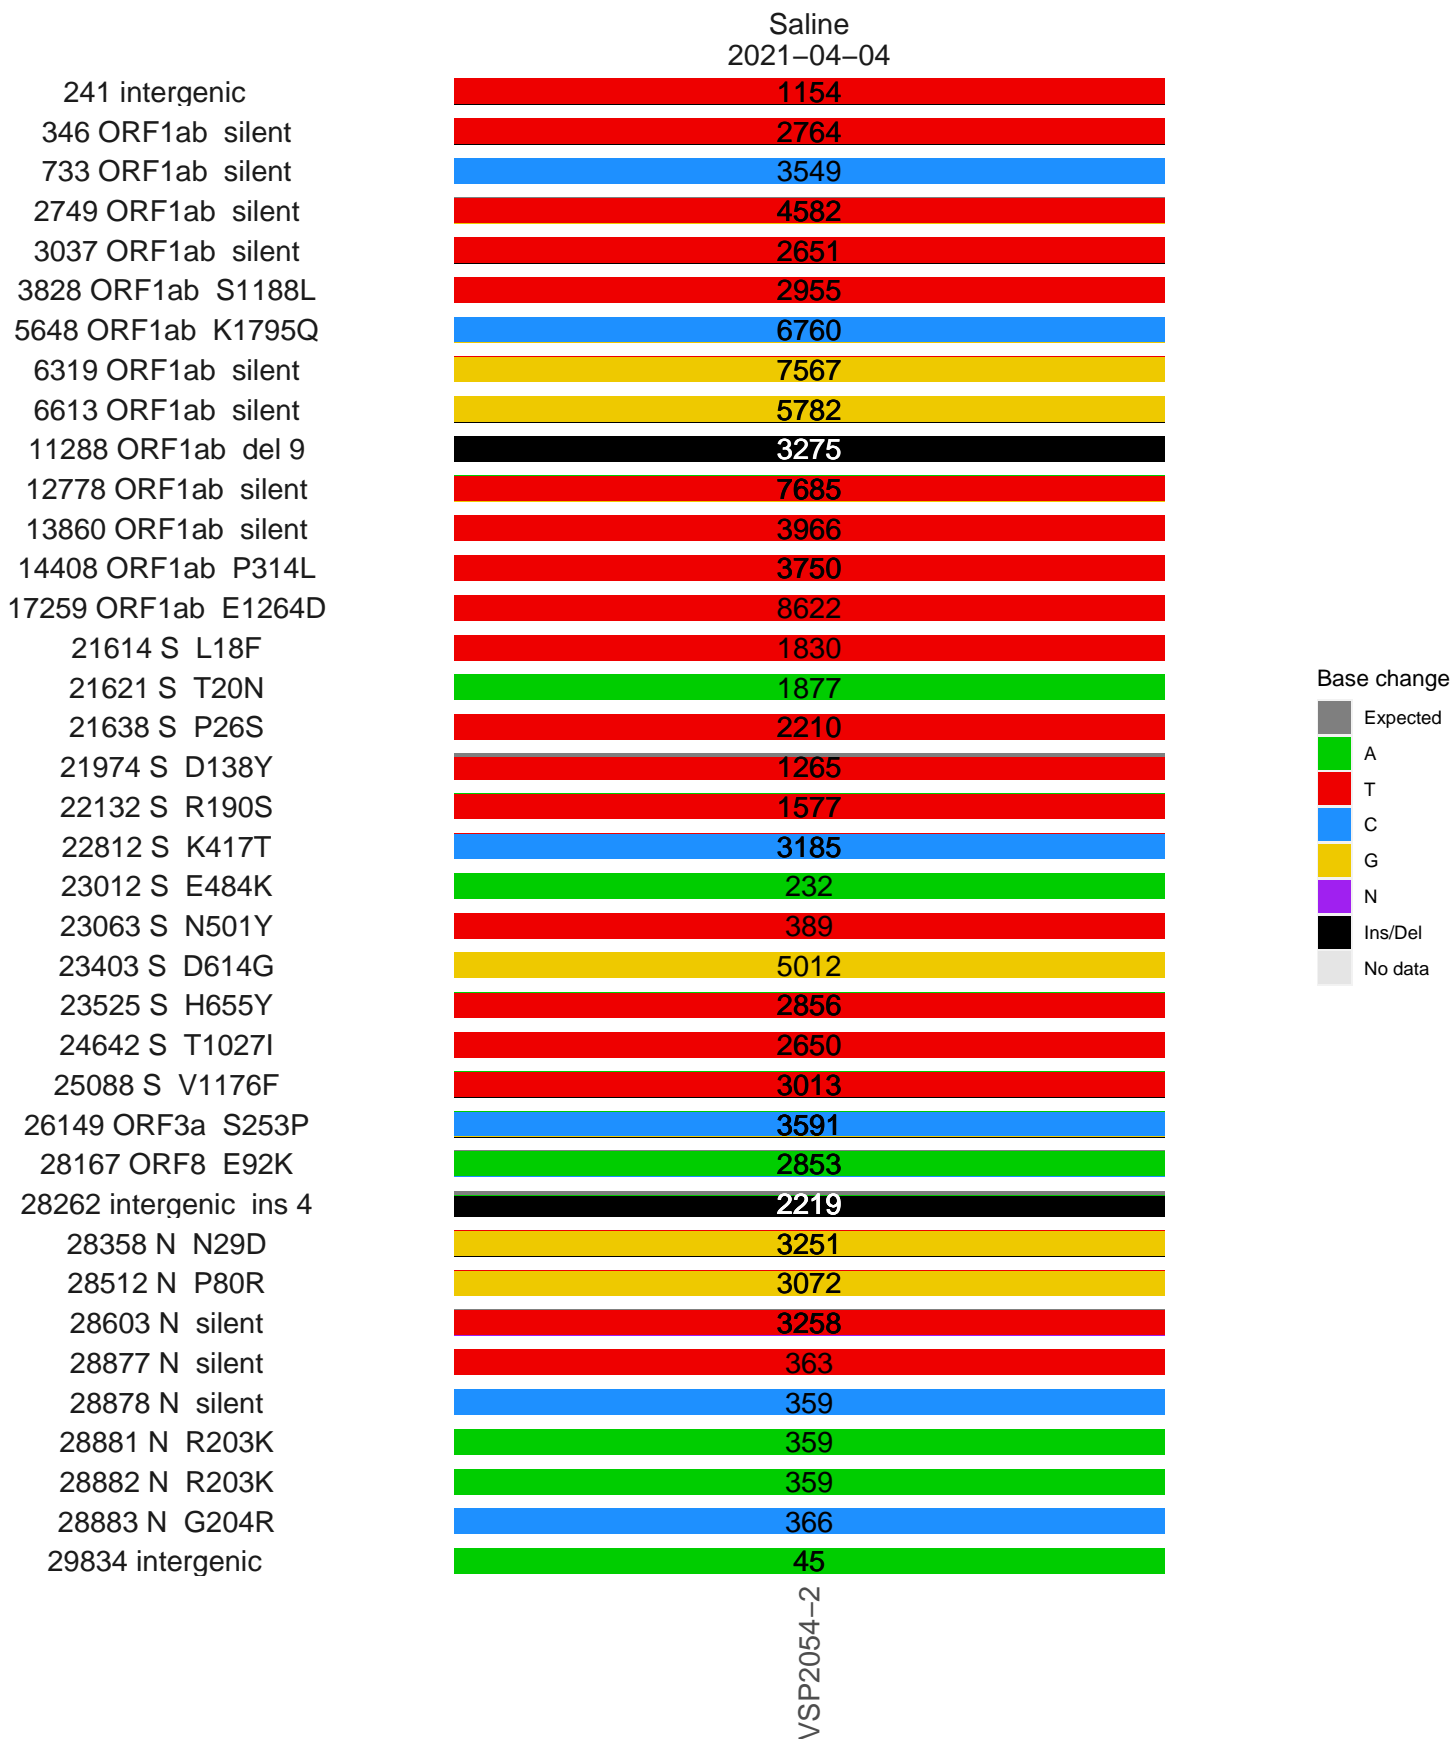 Saline
2021−04−04
241 intergenic 1154
346 ORF1ab silent 2764
733 ORF1ab silent 3549
2749 ORF1ab silent 4582
3037 ORF1ab silent 2651
3828 ORF1ab S1188L 2955
5648 ORF1ab K1795Q 6760
6319 ORF1ab silent 7567
6613 ORF1ab silent 5782
11288 ORF1ab del 9 3275
12778 ORF1ab silent 7685
13860 ORF1ab silent 3966
14408 ORF1ab P314L 3750
17259 ORF1ab E1264D 8622
21614 S L18F 1830
21621 S T20N 1877
21638 S P26S 2210
21974 S D138Y 1265
22132 S R190S 1577
22812 S K417T 3185
23012 S E484K 232
23063 S N501Y 389
23403 S D614G 5012
23525 S H655Y 2856
24642 S T1027I 2650
25088 S V1176F 3013
26149 ORF3a S253P 3591
28167 ORF8 E92K 2853
28262 intergenic ins 4 2219
28358 N N29D 3251
28512 N P80R 3072
28603 N silent 3258
28877 N silent 363
28878 N silent 359
28881 N R203K 359
28882 N R203K 359
28883 N G204R 366
29834 intergenic 45
VSP2054−2
Base change
Expected
A
T
C
G
N
Ins/Del
No data